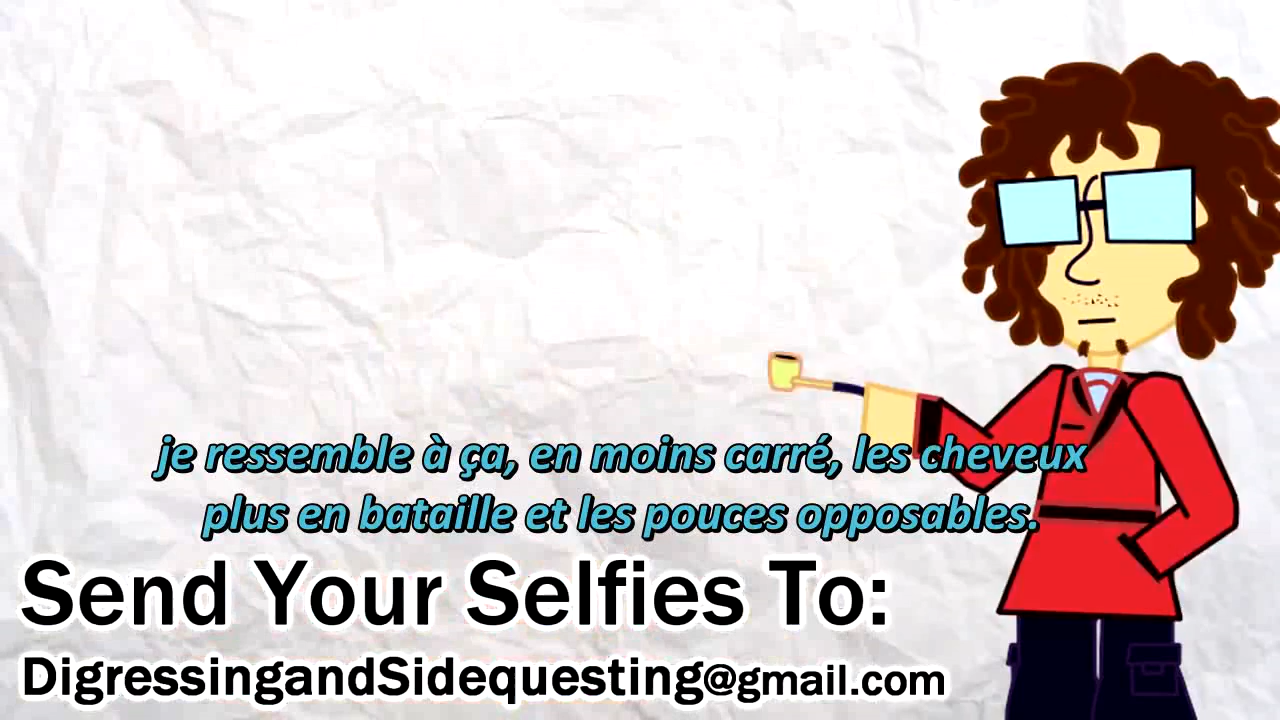 je ressemble à ça, en moins carré, les cheveux
plus en bataille et les pouces opposables.
Send Your Selfies To:
DigressingandSidequesting@gmail.com